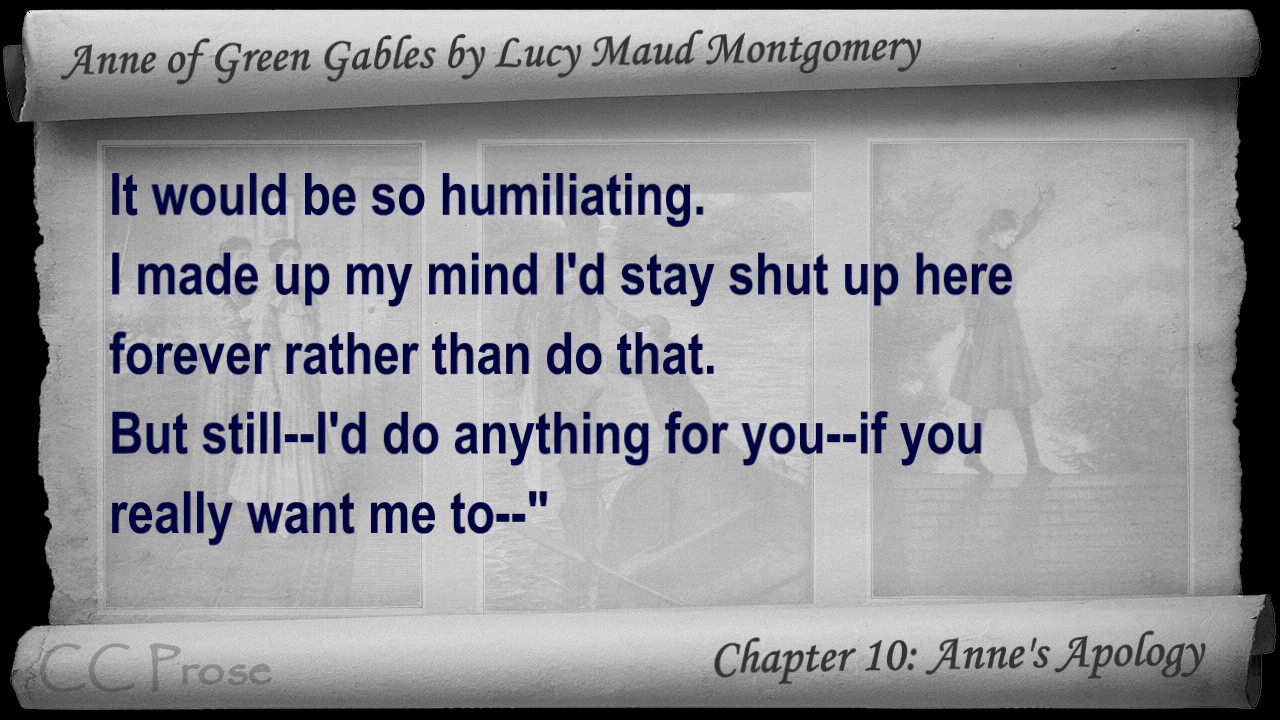 Anne of Green Gables by Lucy Maud Montgomery
It would be so humiliating.
I made up my mind I'd stay shut up here
forever rather than do that.
But still--I'd do anything for you--if you
really want me to--"
CC Prose
Chapter 10: Anne's Apology